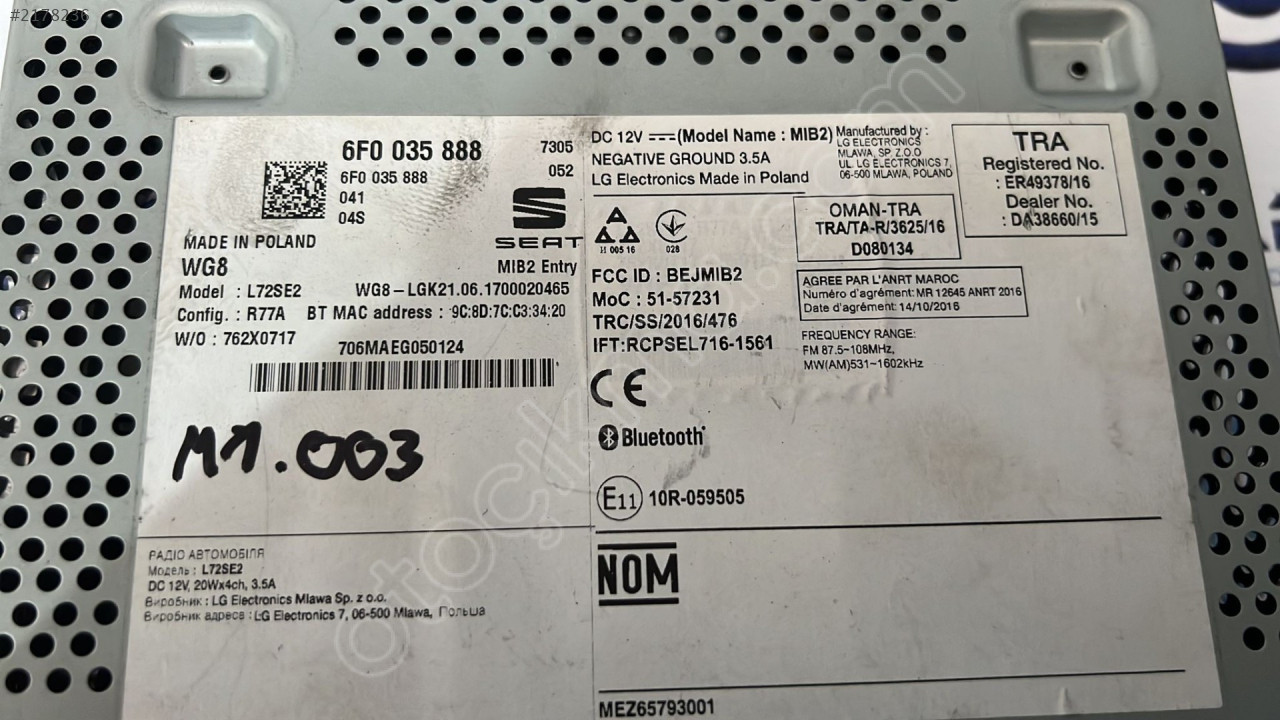 #2178236
6F0 035 888
7305
6F0 035 888
052
041
04S
SEAT
MADE IN POLAND
WG8
MIB2 Entry
Model : L72SE2
WG8-LGK21.06.1700020465
Config. : R77A
BT MAC address : 9C:8D:7C:C3:34:20
W/O : 762X0717
706MAEG050124
M1.003
РАДІО АВТОМОБІЛЯ
Модель : L72SE2
DC 12V, 20Wx4ch, 3.5A
Виробник : LG Electronics Mlawa Sp. z o.o.
Виробник адреса : LG Electronics 7, 06-500 Mlawa, Польша
DC 12V (Model Name : MIB2)
NEGATIVE GROUND 3.5A
LG Electronics Made in Poland
Manufactured by :
LG ELECTRONICS
MLAWA, SP. Z.O.O
UL. LG ELECTRONICS 7,
06-500 MLAWA, POLAND
TRA
Registered No.
: ER49378/16
Dealer No.
: DA38660/15
OMAN-TRA
TRA/TA-R/3625/16
D080134
028
FCC ID : BEJMIB2
MoC : 51-57231
TRC/SS/2016/476
IFT:RCPSEL716-1561
AGREE PAR L'ANRT MAROC
Numéro d'agrément: MR 12645 ANRT 2016
Date d'agrément: 14/10/2016
FREQUENCY RANGE:
FM 87.5~108MHz,
MW(AM)531~1602kHz
CE
Bluetooth
E11 10R-059505
NOM
MEZ65793001
otoçıkma.com